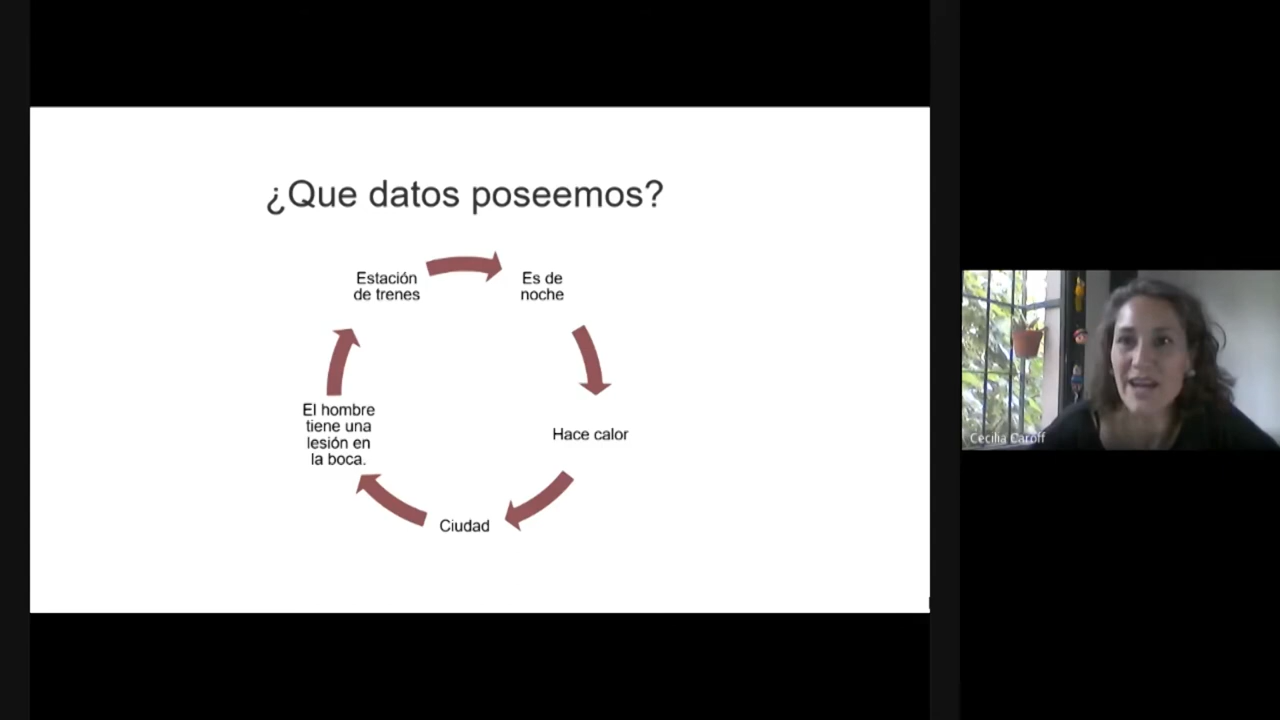 ¿Que datos poseemos?
Estación
de trenes
Es de
noche
Hace calor
Ciudad
El hombre
tiene una
lesión en
la boca.
Cecilia Caroff